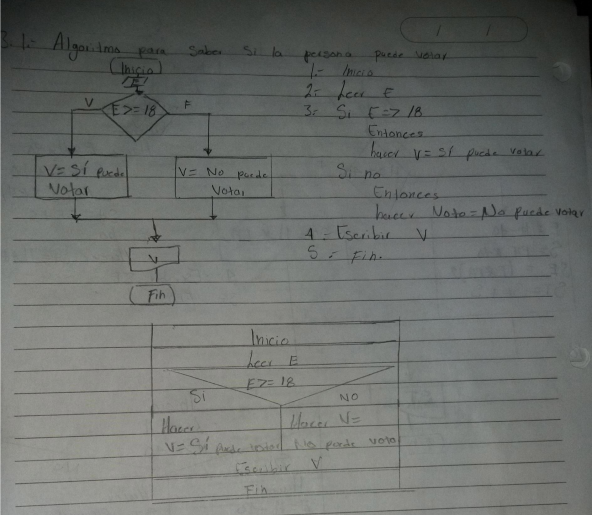 3.1.- Algoritmo para saber si la persona puede votar
Inicio
E
V
E>=18
F
V= Sí puede
Votar
V= No puede
Votar
V
Fin
1.- Inicio
2= Leer E
3= Si E=> 18
Entonces
hacer V= sí puede votar
Si no
Entonces
hacer Voto=No puede votar
4= Escribir V
5= Fin.
Inicio
Leer E
E>=18
Sí
NO
Hacer
V= Sí puede votar
Hacer V=
No puede votar
Escribir V
Fin